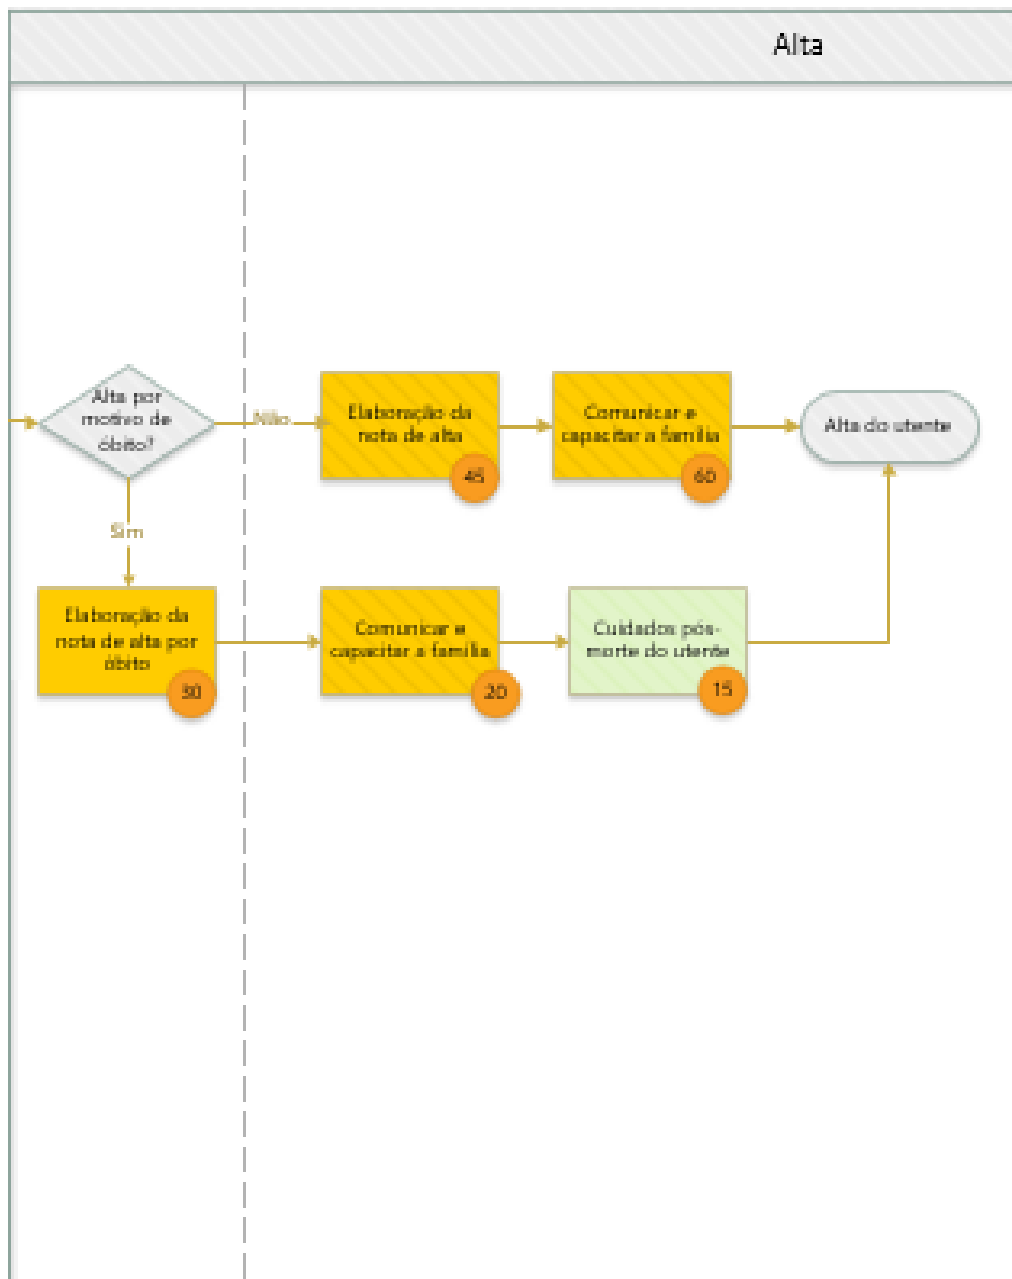 Alta
Alta por
motivo de
óbito?
Não
Elaboração da
nota de alta
45
Comunicar e
capacitar a família
60
Alta do utente
Sim
Elaboração da
nota de alta por
óbito
30
Comunicar e
capacitar a família
20
Cuidados pós-
morte do utente
15